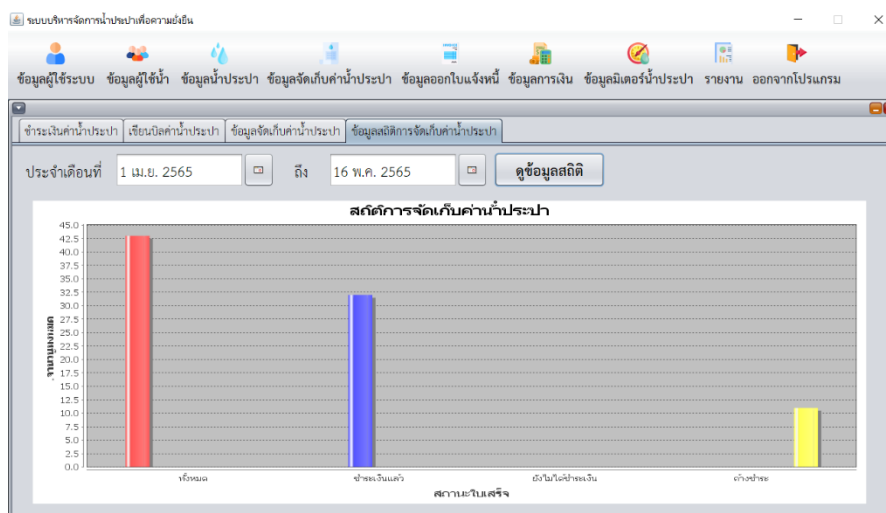 ระบบบริหารจัดการน้ำประปาเพื่อความยั่งยืน
ข้อมูลผู้ใช้ระบบ ข้อมูลผู้ใช้น้ำ ข้อมูลน้ำประปา ข้อมูลจัดเก็บค่าน้ำประปา ข้อมูลออกใบแจ้งหนี้ ข้อมูลการเงิน ข้อมูลมิเตอร์น้ำประปา รายงาน ออกจากโปรแกรม
ชำระเงินค่าน้ำประปา เขียนบิลค่าน้ำประปา ข้อมูลจัดเก็บค่าน้ำประปา ข้อมูลสถิติการจัดเก็บค่าน้ำประปา
ประจำเดือนที่ 1 เม.ย. 2565 ถึง 16 พ.ค. 2565 ดูข้อมูลสถิติ
สถิติการจัดเก็บค่าน้ำประปา
45.0
42.5
40.0
37.5
35.0
32.5
30.0
27.5
25.0
22.5
20.0
17.5
15.0
12.5
10.0
7.5
5.0
2.5
0.0
ทั้งหมด ชำระเงินแล้ว ยังไม่ได้ชำระเงิน ค้างชำระ
สถานะใบเสร็จ